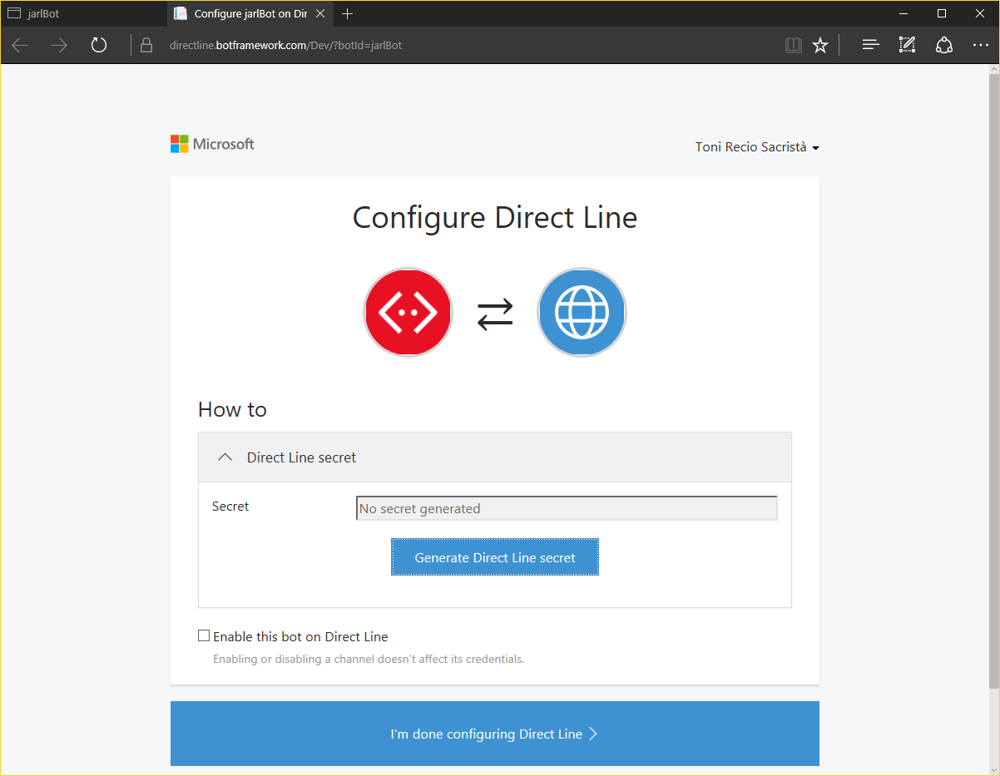 jarlBot
Configure jarlBot on Dir
directline.botframework.com/Dev/?botId=jarlBot
Microsoft
Toni Recio Sacristà
Configure Direct Line
How to
Direct Line secret
Secret
No secret generated
Generate Direct Line secret
Enable this bot on Direct Line
Enabling or disabling a channel doesn't affect its credentials.
I'm done configuring Direct Line